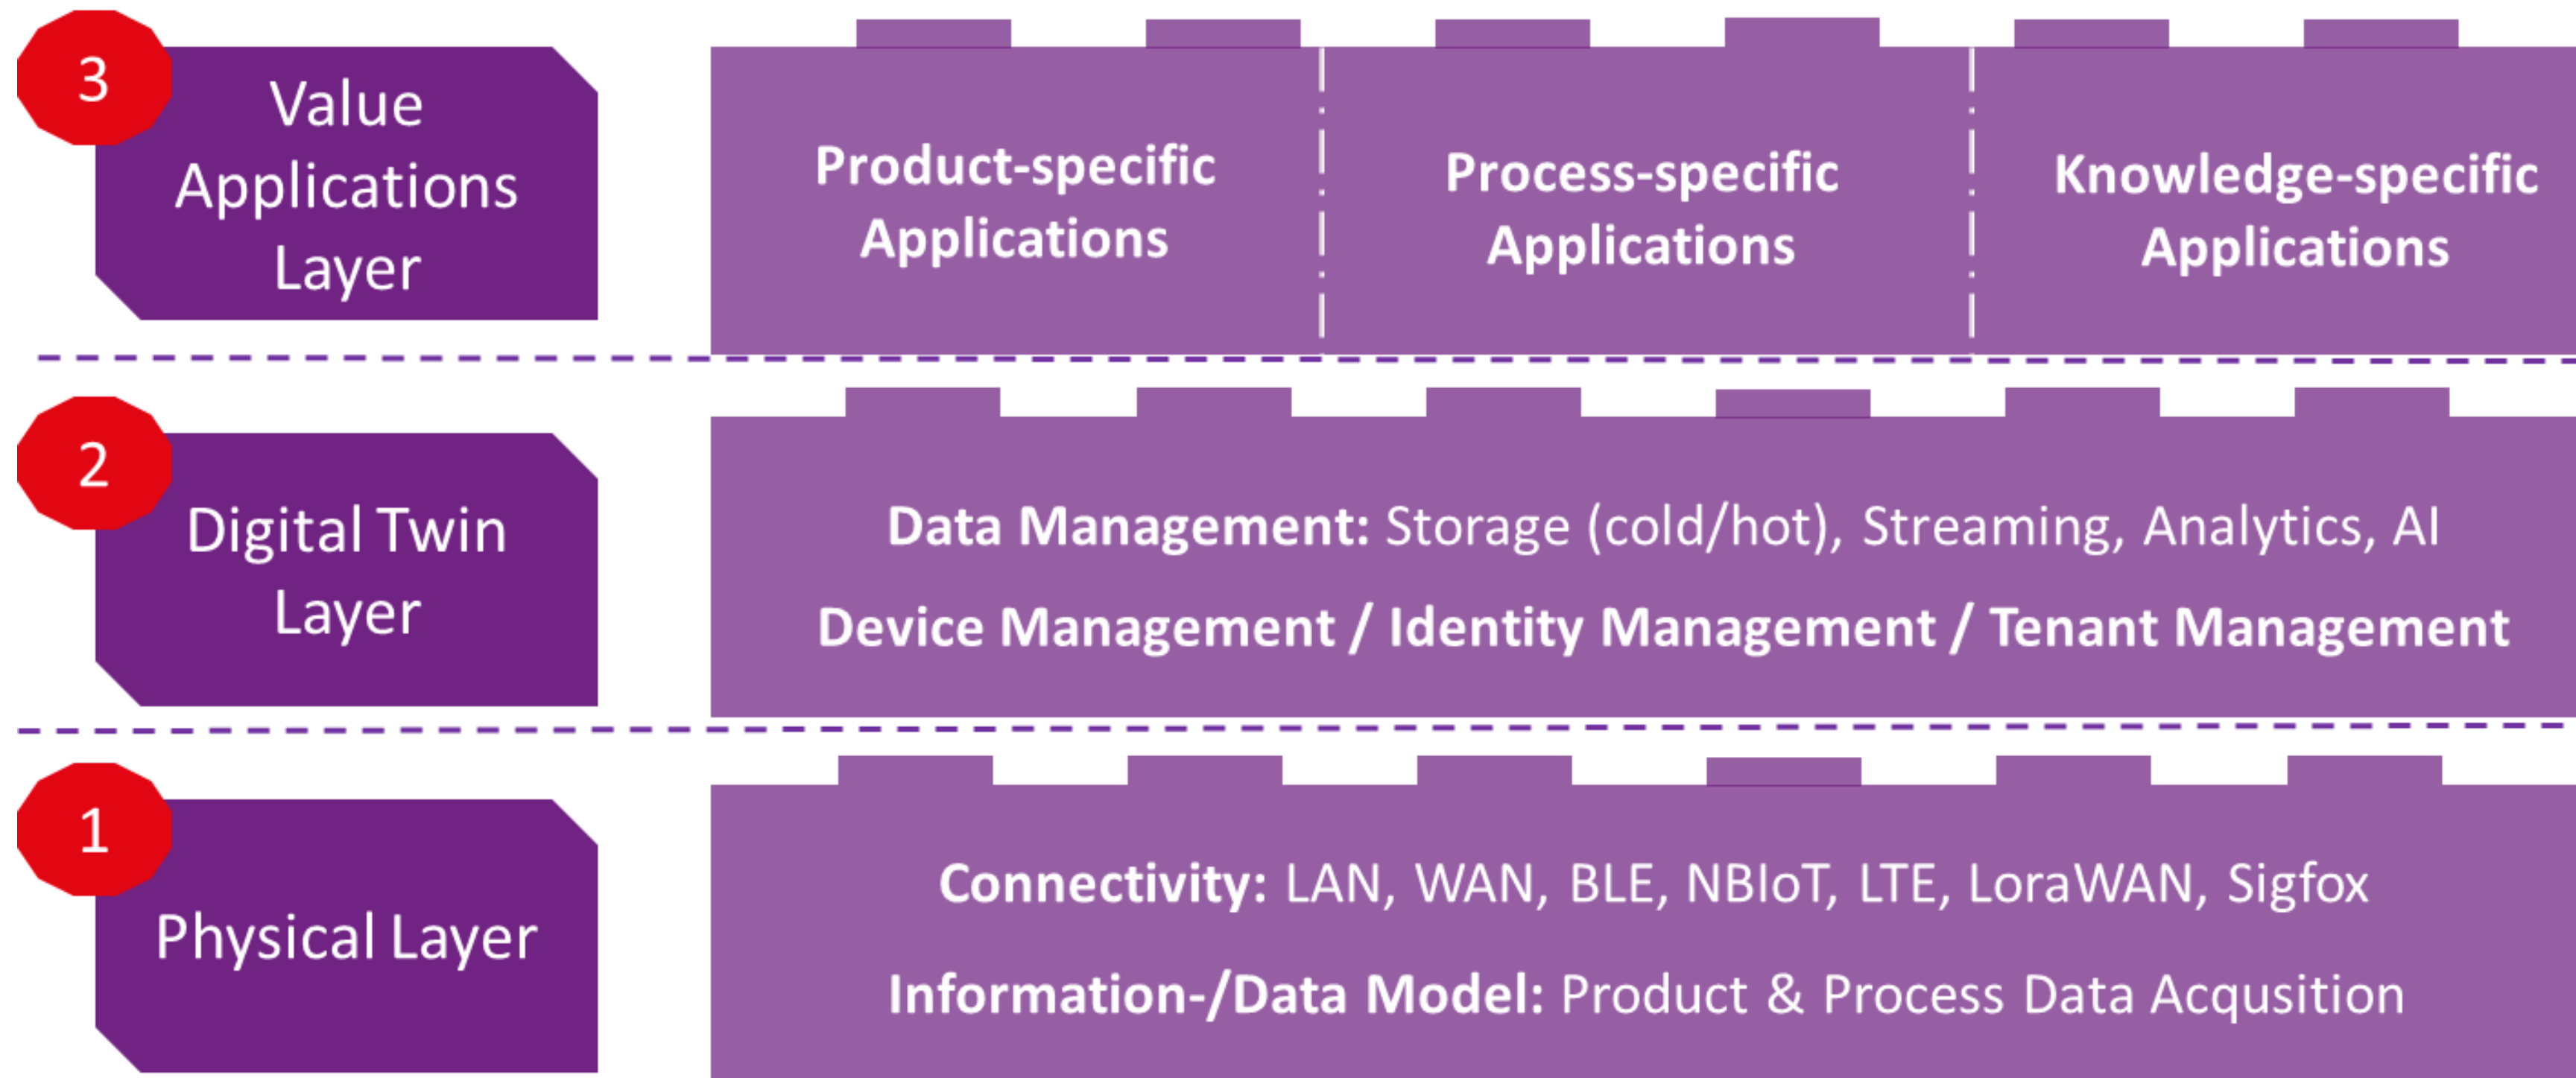 3
Value
Applications
Layer
Product-specific
Applications
Process-specific
Applications
Knowledge-specific
Applications
2
Digital Twin
Layer
Data Management: Storage (cold/hot), Streaming, Analytics, AI
Device Management / Identity Management / Tenant Management
1
Physical Layer
Connectivity: LAN, WAN, BLE, NBIoT, LTE, LoraWAN, Sigfox
Information-/Data Model: Product & Process Data Acqusition